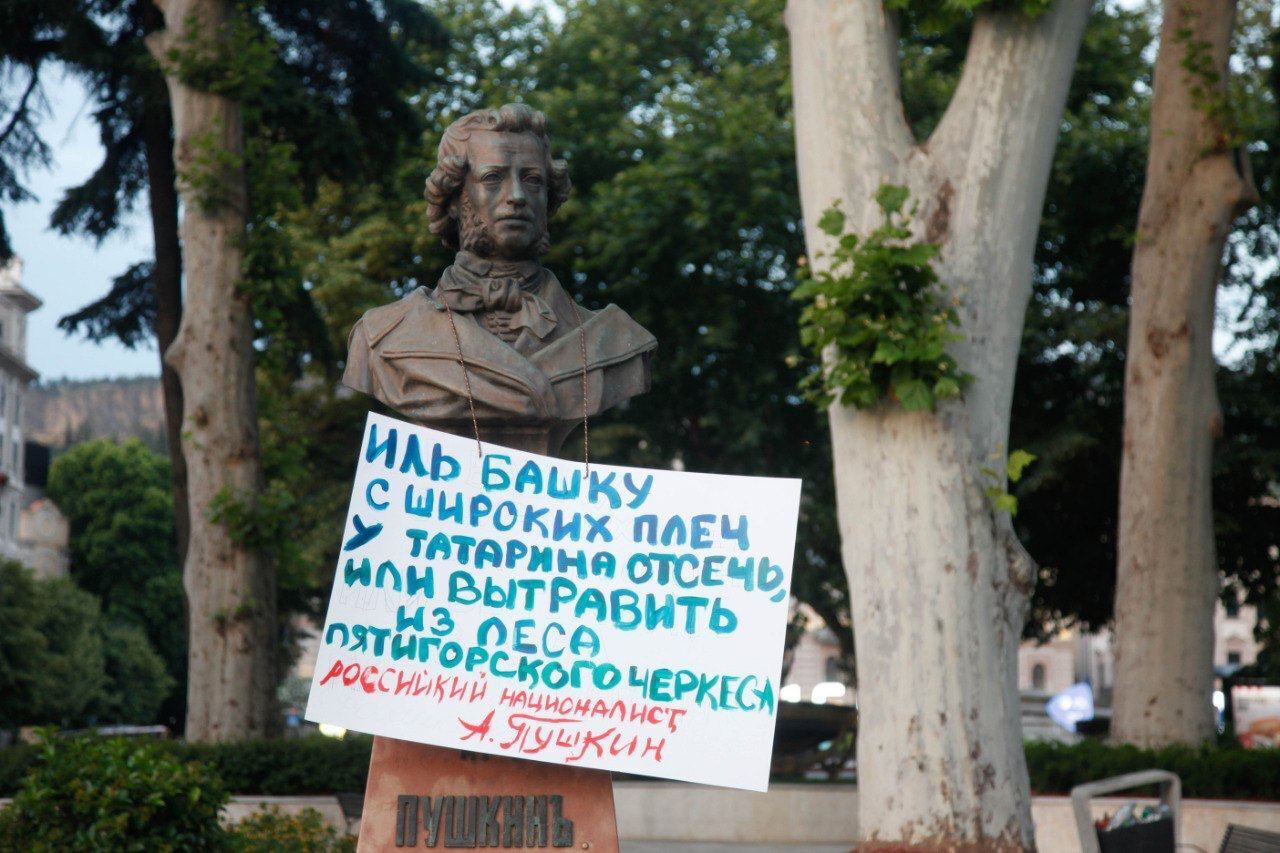 ИЛЬ БАШКУ
С ШИРОКИХ ПЛЕЧ
У ТАТАРИНА ОТСЕЧЬ,
ИЛИ ВЫТРАВИТЬ
ИЗ ЛЕСА
ПЯТИГОРСКОГО ЧЕРКЕСА
РОССИЙКИЙ НАЦИОНАЛИСТ
А. ПУШКИН
ПУШКИНЪ